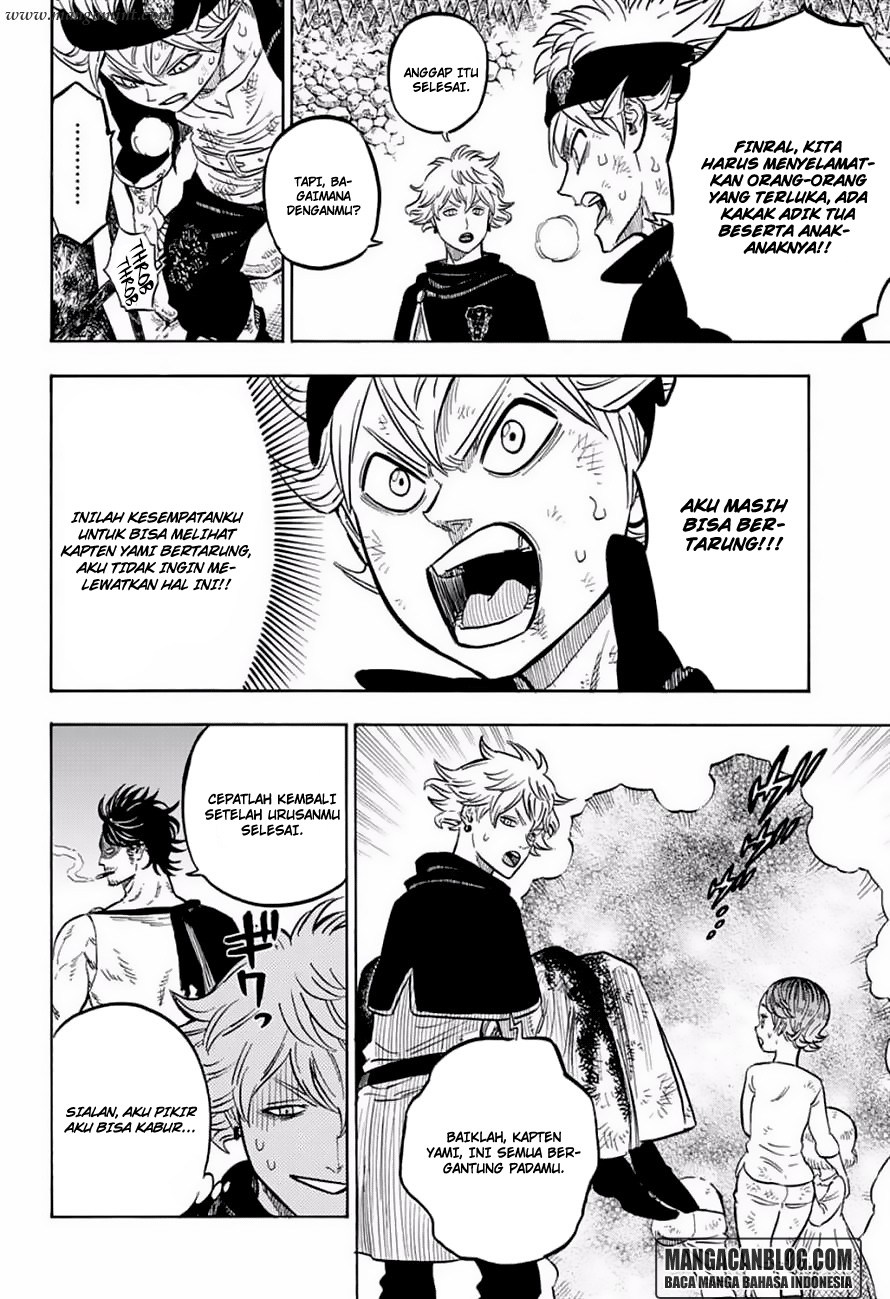 FINRAL, KITA
HARUS MENYELAMAT-
KAN ORANG-ORANG
YANG TERLUKA, ADA
KAKAK ADIK TUA
BESERTA ANAK-
ANAKNYA!!
ANGGAP ITU
SELESAI.
TAPI, BA-
GAIMANA
DENGANMU?
.........
THROB
THROB
AKU MASIH
BISA BER-
TARUNG!!!
INILAH KESEMPATANKU
UNTUK BISA MELIHAT
KAPTEN YAMI BERTARUNG,
AKU TIDAK INGIN ME-
LEWATKAN HAL INI!!
BAIKLAH, KAPTEN
YAMI, INI SEMUA BER-
GANTUNG PADAMU.
CEPATLAH KEMBALI
SETELAH URUSANMU
SELESAI.
ギクッ
SIALAN, AKU PIKIR
AKU BISA KABUR...
MANGACANBLOG.COM
BACA MANGA BAHASA INDONESIA